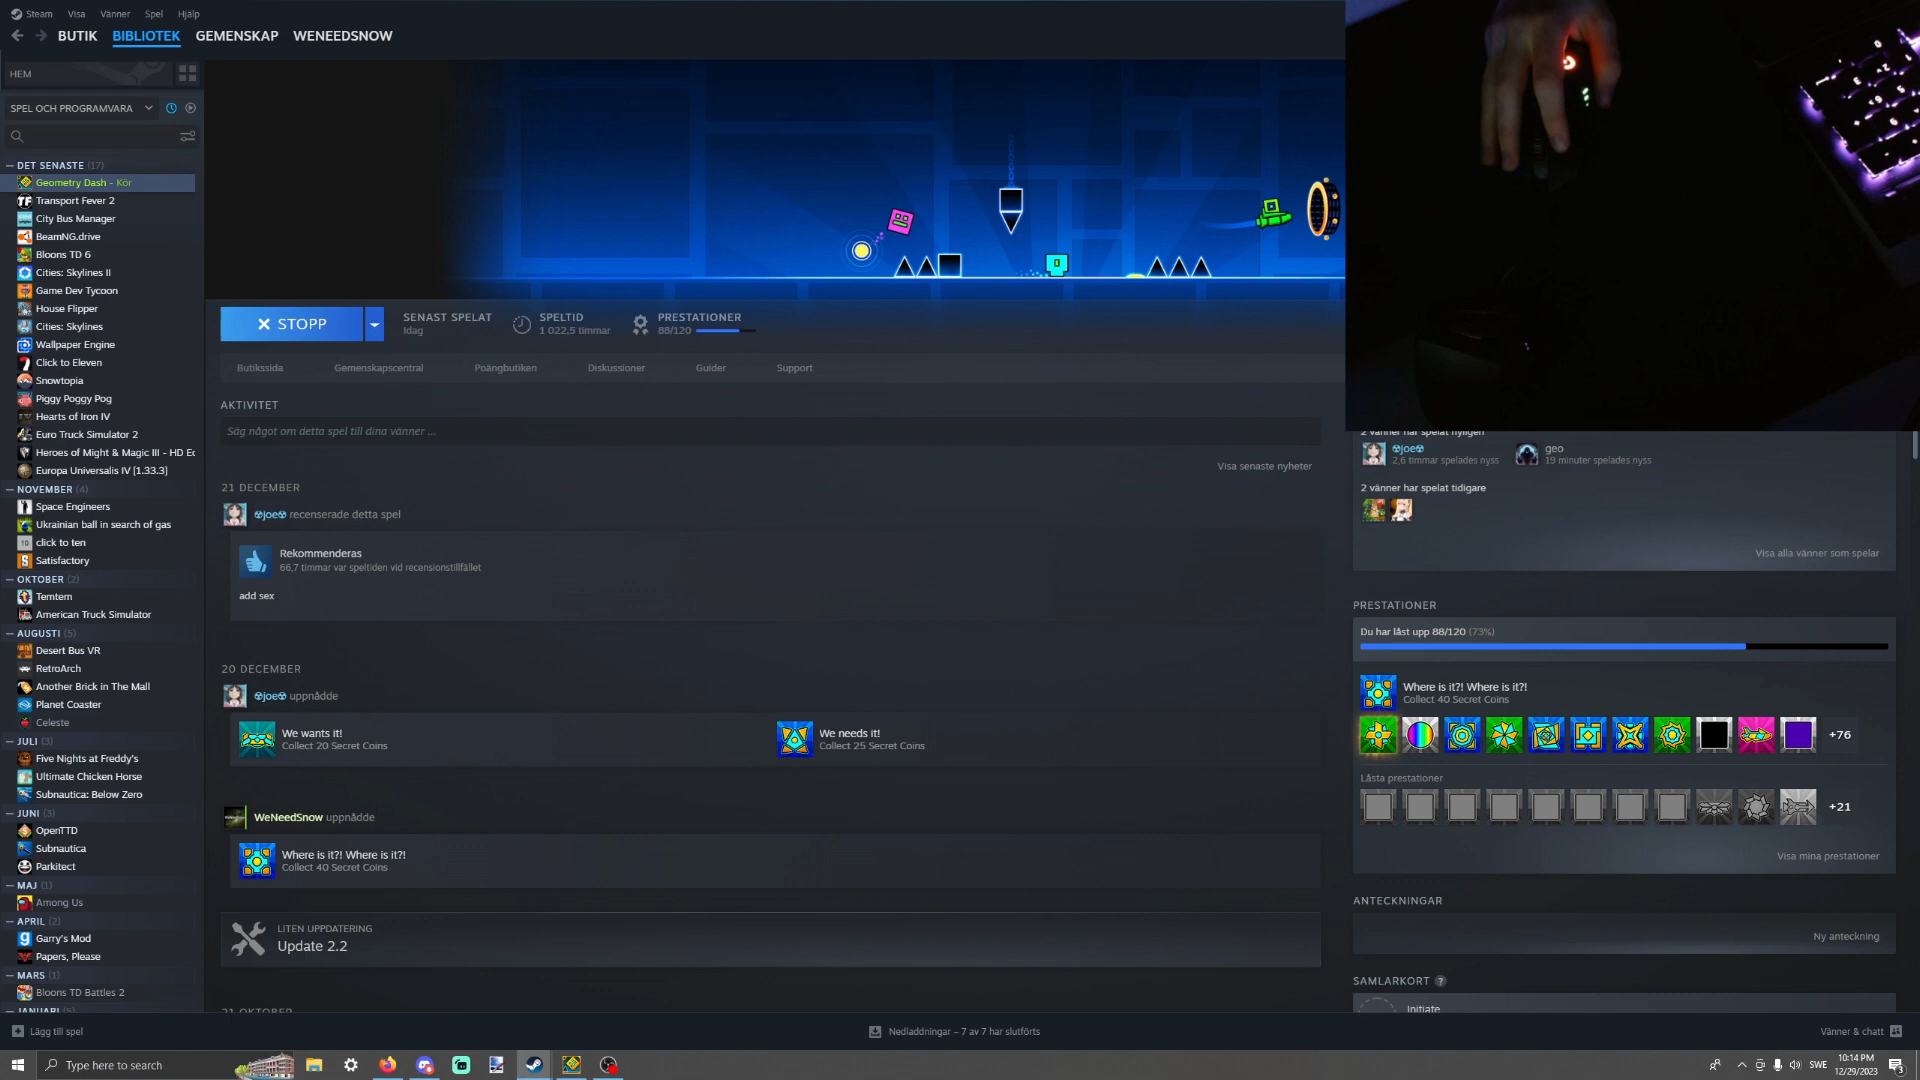 Steam Visa Vänner Spel Hjälp
BUTIK BIBLIOTEK GEMENSKAP WENEEDSNOW
HEM
SPEL OCH PROGRAMVARA
DET SENASTE (17)
Geometry Dash - Kör
Transport Fever 2
City Bus Manager
BeamNG.drive
Bloons TD 6
Cities: Skylines II
Game Dev Tycoon
House Flipper
Cities: Skylines
Wallpaper Engine
Click to Eleven
Snowtopia
Piggy Poggy Pog
Hearts of Iron IV
Euro Truck Simulator 2
Heroes of Might & Magic III - HD Ec
Europa Universalis IV [1.33.3]
NOVEMBER (4)
Space Engineers
Ukrainian ball in search of gas
click to ten
Satisfactory
OKTOBER (2)
Temtem
American Truck Simulator
AUGUSTI (5)
Desert Bus VR
RetroArch
Another Brick in The Mall
Planet Coaster
Celeste
JULI (3)
Five Nights at Freddy's
Ultimate Chicken Horse
Subnautica: Below Zero
JUNI (3)
OpenTTD
Subnautica
Parkitect
MAJ (1)
Among Us
APRIL (2)
Garry's Mod
Papers, Please
MARS (1)
Bloons TD Battles 2
JANUARI (5)
STOPP
SENAST SPELAT
Idag
SPELTID
1 022,5 timmar
PRESTATIONER
88/120
Butikssida Gemenskapscentral Poängbutiken Diskussioner Guider Support
AKTIVITET
Säg något om detta spel till dina vänner ...
Visa senaste nyheter
21 DECEMBER
☢joe☢ recenserade detta spel
Rekommenderas
66,7 timmar var speltiden vid recensionstillfället
add sex
20 DECEMBER
☢joe☢ uppnådde
We wants it!
Collect 20 Secret Coins
We needs it!
Collect 25 Secret Coins
WeNeedSnow uppnådde
Where is it?! Where is it?!
Collect 40 Secret Coins
LITEN UPPDATERING
Update 2.2
21 OKTOBER
2 vänner har spelat nyligen
☢joe☢
2,6 timmar spelades nyss
geo
19 minuter spelades nyss
2 vänner har spelat tidigare
Visa alla vänner som spelar
PRESTATIONER
Du har låst upp 88/120 (73%)
Where is it?! Where is it?!
Collect 40 Secret Coins
+76
Låsta prestationer
+21
Visa mina prestationer
ANTECKNINGAR
Ny anteckning
SAMLARKORT ?
Initiate
Lägg till spel
Nedladdningar – 7 av 7 har slutförts
Vänner & chatt
Type here to search
SWE
10:14 PM
12/29/2023
3